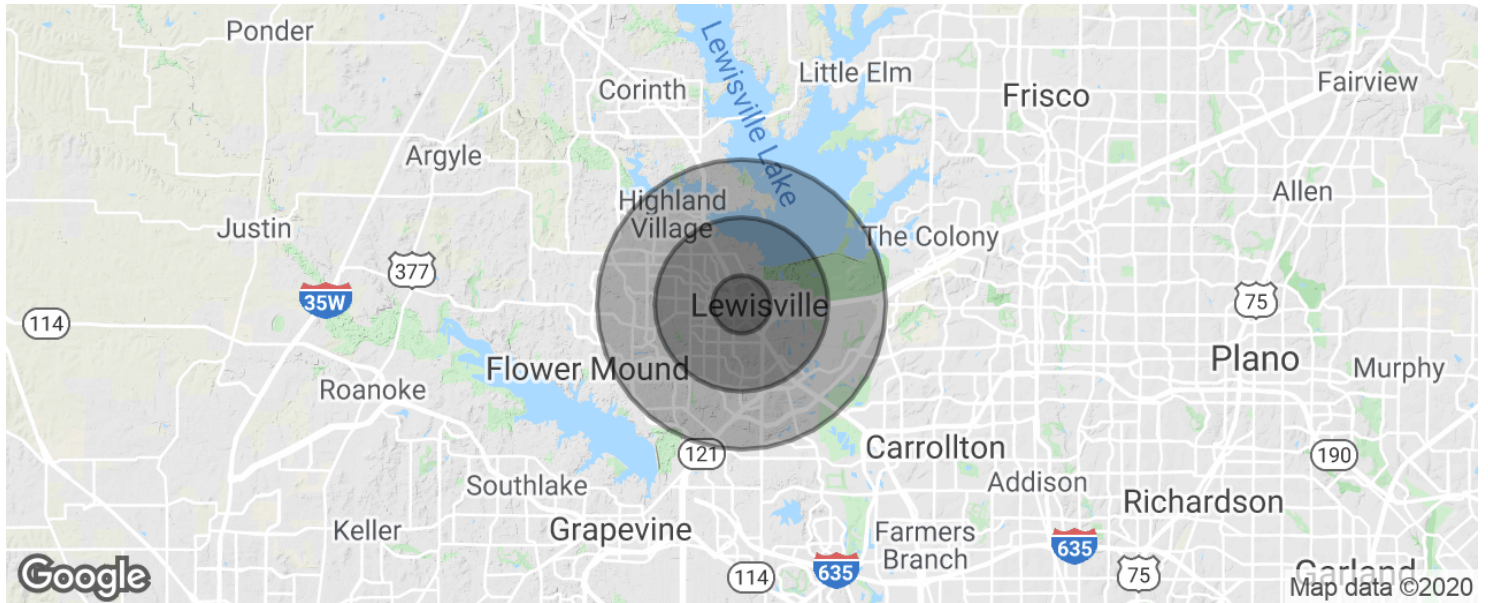 Ponder
Little Elm
Fairview
Corinth
Frisco
Lewisville Lake
Argyle
Highland
Village
Allen
Justin
The Colony
377
35W
75
114
Lewisville
Flower Mound
Plano
Murphy
Roanoke
121
Carrollton
190
Southlake
Addison
Richardson
Keller
Grapevine
Farmers
Branch
635
114
635
75
Garland
Google
Map data ©2020